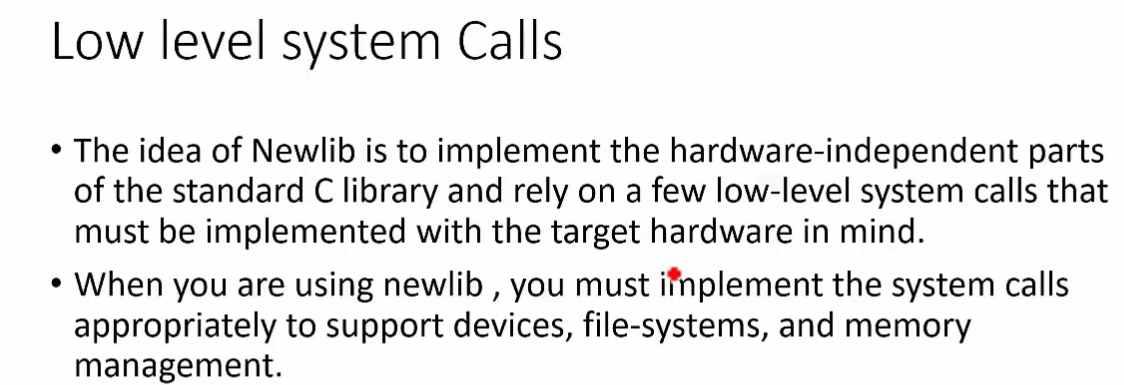 Low level system Calls
• The idea of Newlib is to implement the hardware-independent parts
of the standard C library and rely on a few low-level system calls that
must be implemented with the target hardware in mind.
• When you are using newlib , you must implement the system calls
appropriately to support devices, file-systems, and memory
management.